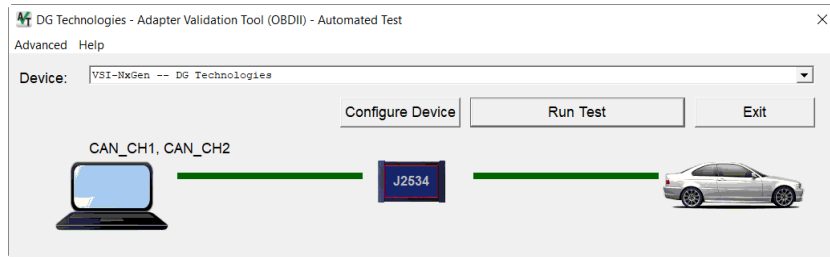 DG Technologies - Adapter Validation Tool (OBDII) - Automated Test
Advanced Help
Device: VSI-NxGen -- DG Technologies
Configure Device Run Test Exit
CAN_CH1, CAN_CH2
J2534